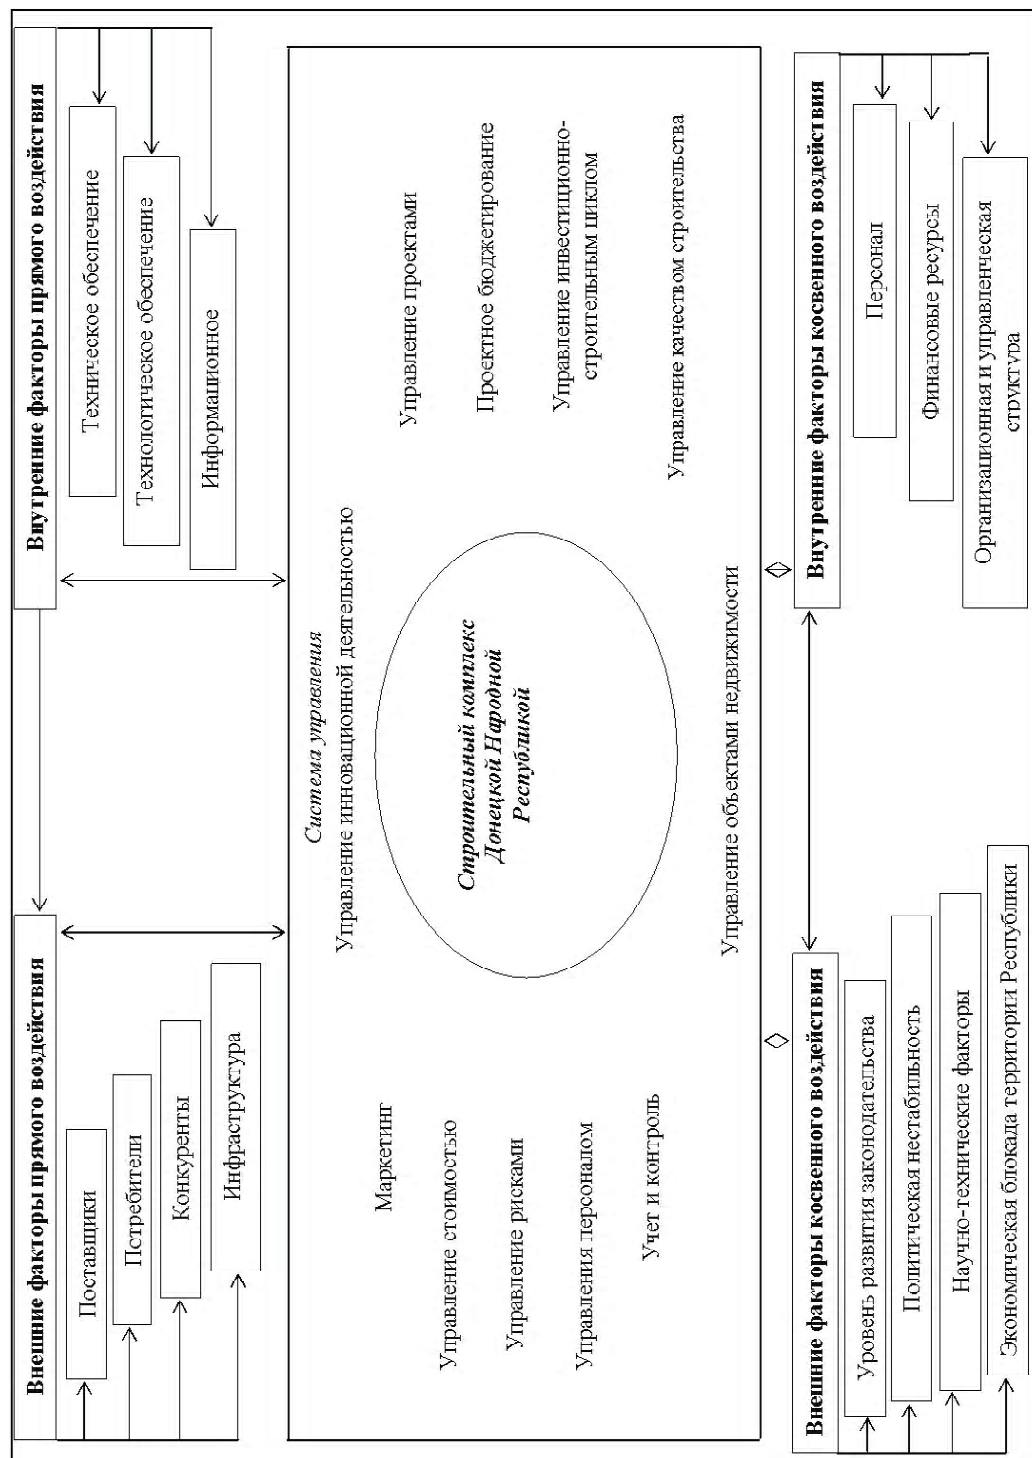 Внешние факторы прямого воздействия
Поставщики
Пстребители
Конкуренты
Инфраструктура
Внутренние факторы прямого воздействия
Техническое обеспечение
Технологическое обеспечение
Информационное
Система управления
Управление инновационной деятельностью
Маркетинг
Управление стоимостью
Управление рисками
Управления персоналом
Учет и контроль
Строительный комплекс
Донецкой Народной
Республикой
Управление проектами
Проектное бюджетирование
Управление инвестиционно-
строительным циклом
Управление качеством строительства
Управление объектами недвижимости
Внешние факторы косвенного воздействия
Уровень развития законодательства
Политическая нестабильность
Научно-технические факторы
Экономическая блокада территории Республики
Внутренние факторы косвенного воздействия
Персонал
Финансовые ресурсы
Организационная и управленческая
структура